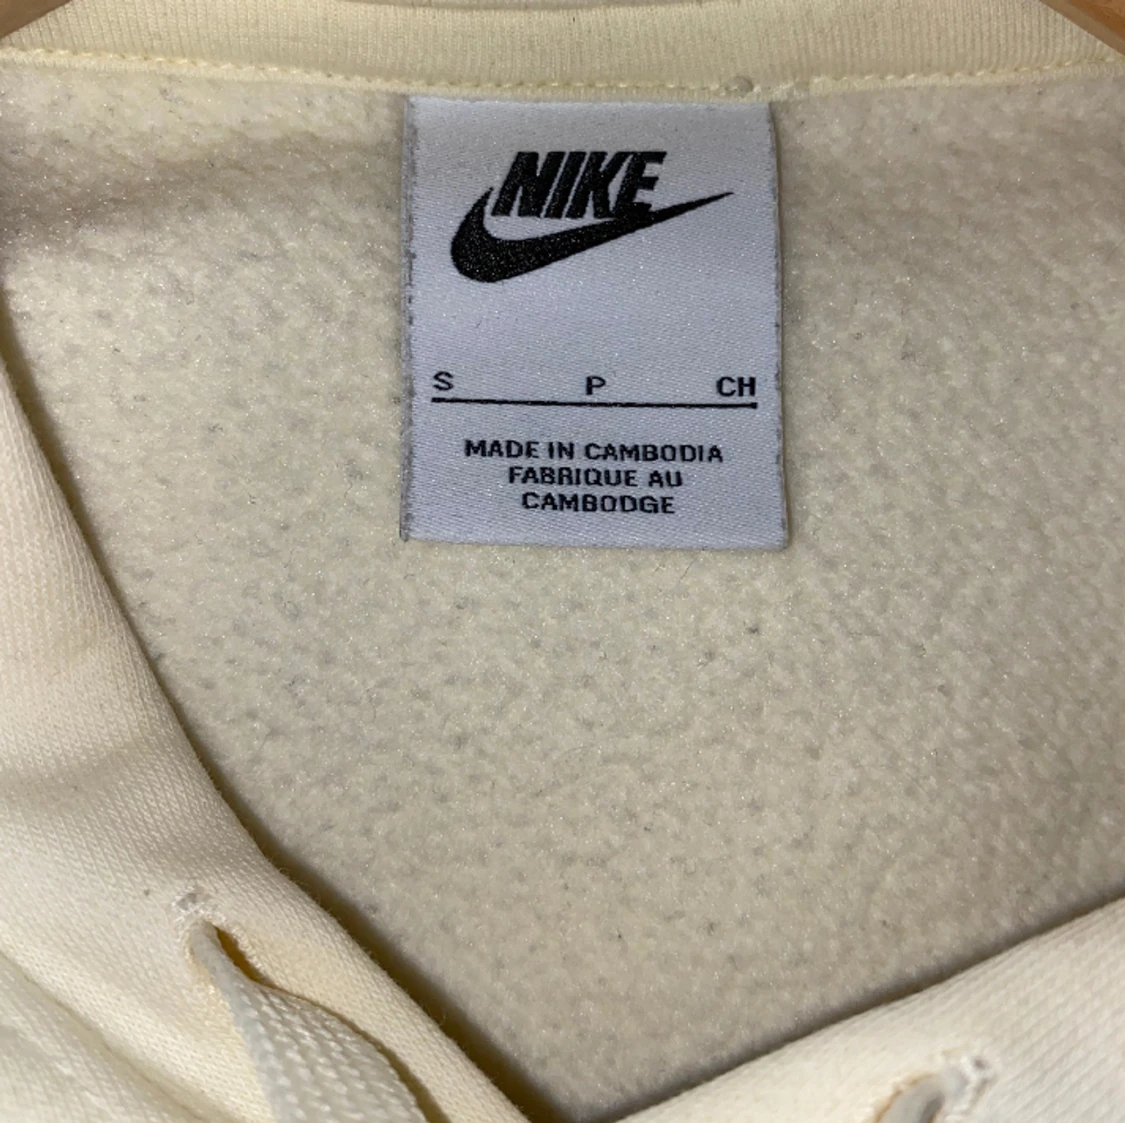 NIKE
S P CH
MADE IN CAMBODIA
FABRIQUE AU
CAMBODGE